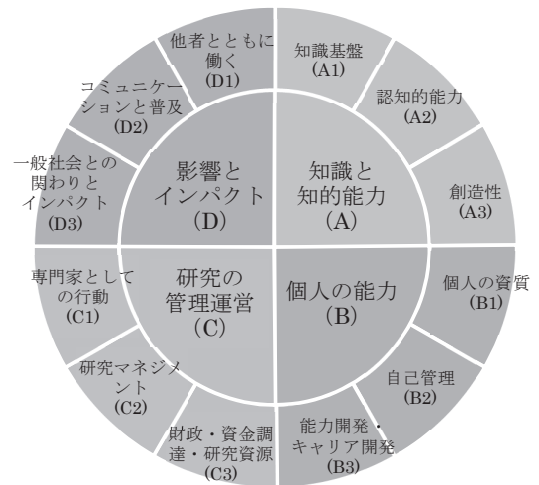 他者とともに
働く
(D1)
知識基盤
(A1)
コミュニケー
ションと普及
(D2)
認知的能力
(A2)
一般社会との
関わりと
インパクト
(D3)
影響と
インパクト
(D)
知識と
知的能力
(A)
創造性
(A3)
専門家として
の行動
(C1)
研究の
管理運営
(C)
個人の能力
(B)
個人の資質
(B1)
研究マネジメ
ント
(C2)
自己管理
(B2)
財政・資金調
達・研究資源
(C3)
能力開発・
キャリア開発
(B3)